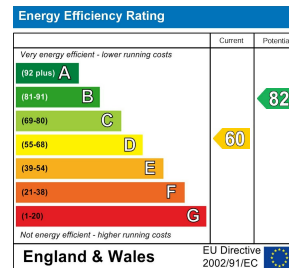 Energy Efficiency Rating
Current Potentia
Very energy efficient - lower running costs
(92 plus) A
(81-91) B
82
(69-80) C
(55-68) D
60
(39-54) E
(21-38) F
(1-20) G
Not energy efficient - higher running costs
England & Wales
EU Directive
2002/91/EC